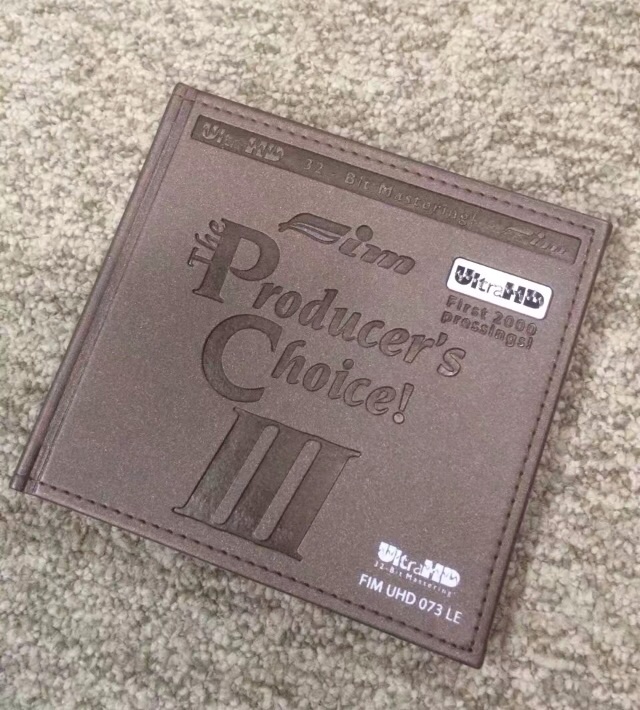 UltraHD 32-Bit Mastering! fim
fim
The
Producer's
Choice!
III
UltraHD
First 2000
pressings!
UltraHD
32-Bit Mastering
FIM UHD 073 LE